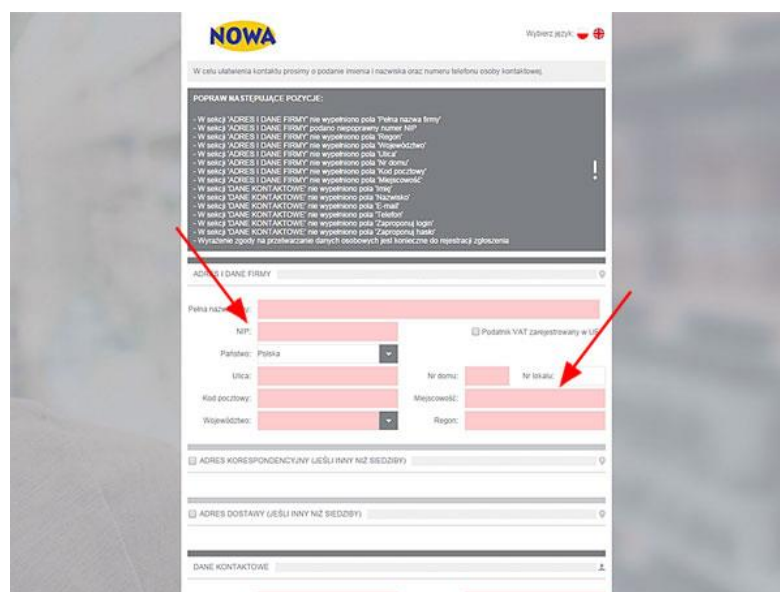 NOWA
Wybierz język:
W celu ułatwienia kontaktu prosimy o podanie imienia i nazwiska oraz numeru telefonu osoby kontaktowej.
POPRAW NASTĘPUJĄCE POZYCJE:
- W sekcji 'ADRES I DANE FIRMY' nie wypełniono pola 'Pełna nazwa firmy'
- W sekcji 'ADRES I DANE FIRMY' podano niepoprawny numer NIP
- W sekcji 'ADRES I DANE FIRMY' nie wypełniono pola 'Regon'
- W sekcji 'ADRES I DANE FIRMY' nie wypełniono pola 'Województwo'
- W sekcji 'ADRES I DANE FIRMY' nie wypełniono pola 'Ulica'
- W sekcji 'ADRES I DANE FIRMY' nie wypełniono pola 'Nr domu'
- W sekcji 'ADRES I DANE FIRMY' nie wypełniono pola 'Kod pocztowy'
- W sekcji 'ADRES I DANE FIRMY' nie wypełniono pola 'Miejscowość'
- W sekcji 'DANE KONTAKTOWE' nie wypełniono pola 'Imię'
- W sekcji 'DANE KONTAKTOWE' nie wypełniono pola 'Nazwisko'
- W sekcji 'DANE KONTAKTOWE' nie wypełniono pola 'E-mail'
- W sekcji 'DANE KONTAKTOWE' nie wypełniono pola 'Telefon'
- W sekcji 'DANE KONTAKTOWE' nie wypełniono pola 'Zaproponuj login'
- W sekcji 'DANE KONTAKTOWE' nie wypełniono pola 'Zaproponuj hasło'
- Wyrażenie zgody na przetwarzanie danych osobowych jest konieczne do rejestracji zgłoszenia
!
ADRES I DANE FIRMY
Pełna nazwa
NIP: Podatnik VAT zarejestrowany w UE
Państwo: Polska
Ulica: Nr domu: Nr lokalu:
Kod pocztowy: Miejscowość:
Województwo: Regon:
ADRES KORESPONDENCYJNY (JEŚLI INNY NIŻ SIEDZIBY)
ADRES DOSTAWY (JEŚLI INNY NIŻ SIEDZIBY)
DANE KONTAKTOWE